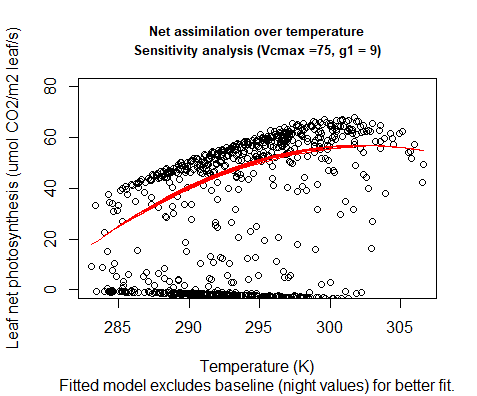 Net assimilation over temperature
Sensitivity analysis (Vcmax =75, g1 = 9)
Leaf net photosynthesis (umol CO2/m2 leaf/s)
80
60
40
20
0
285
290
295
300
305
Temperature (K)
Fitted model excludes baseline (night values) for better fit.